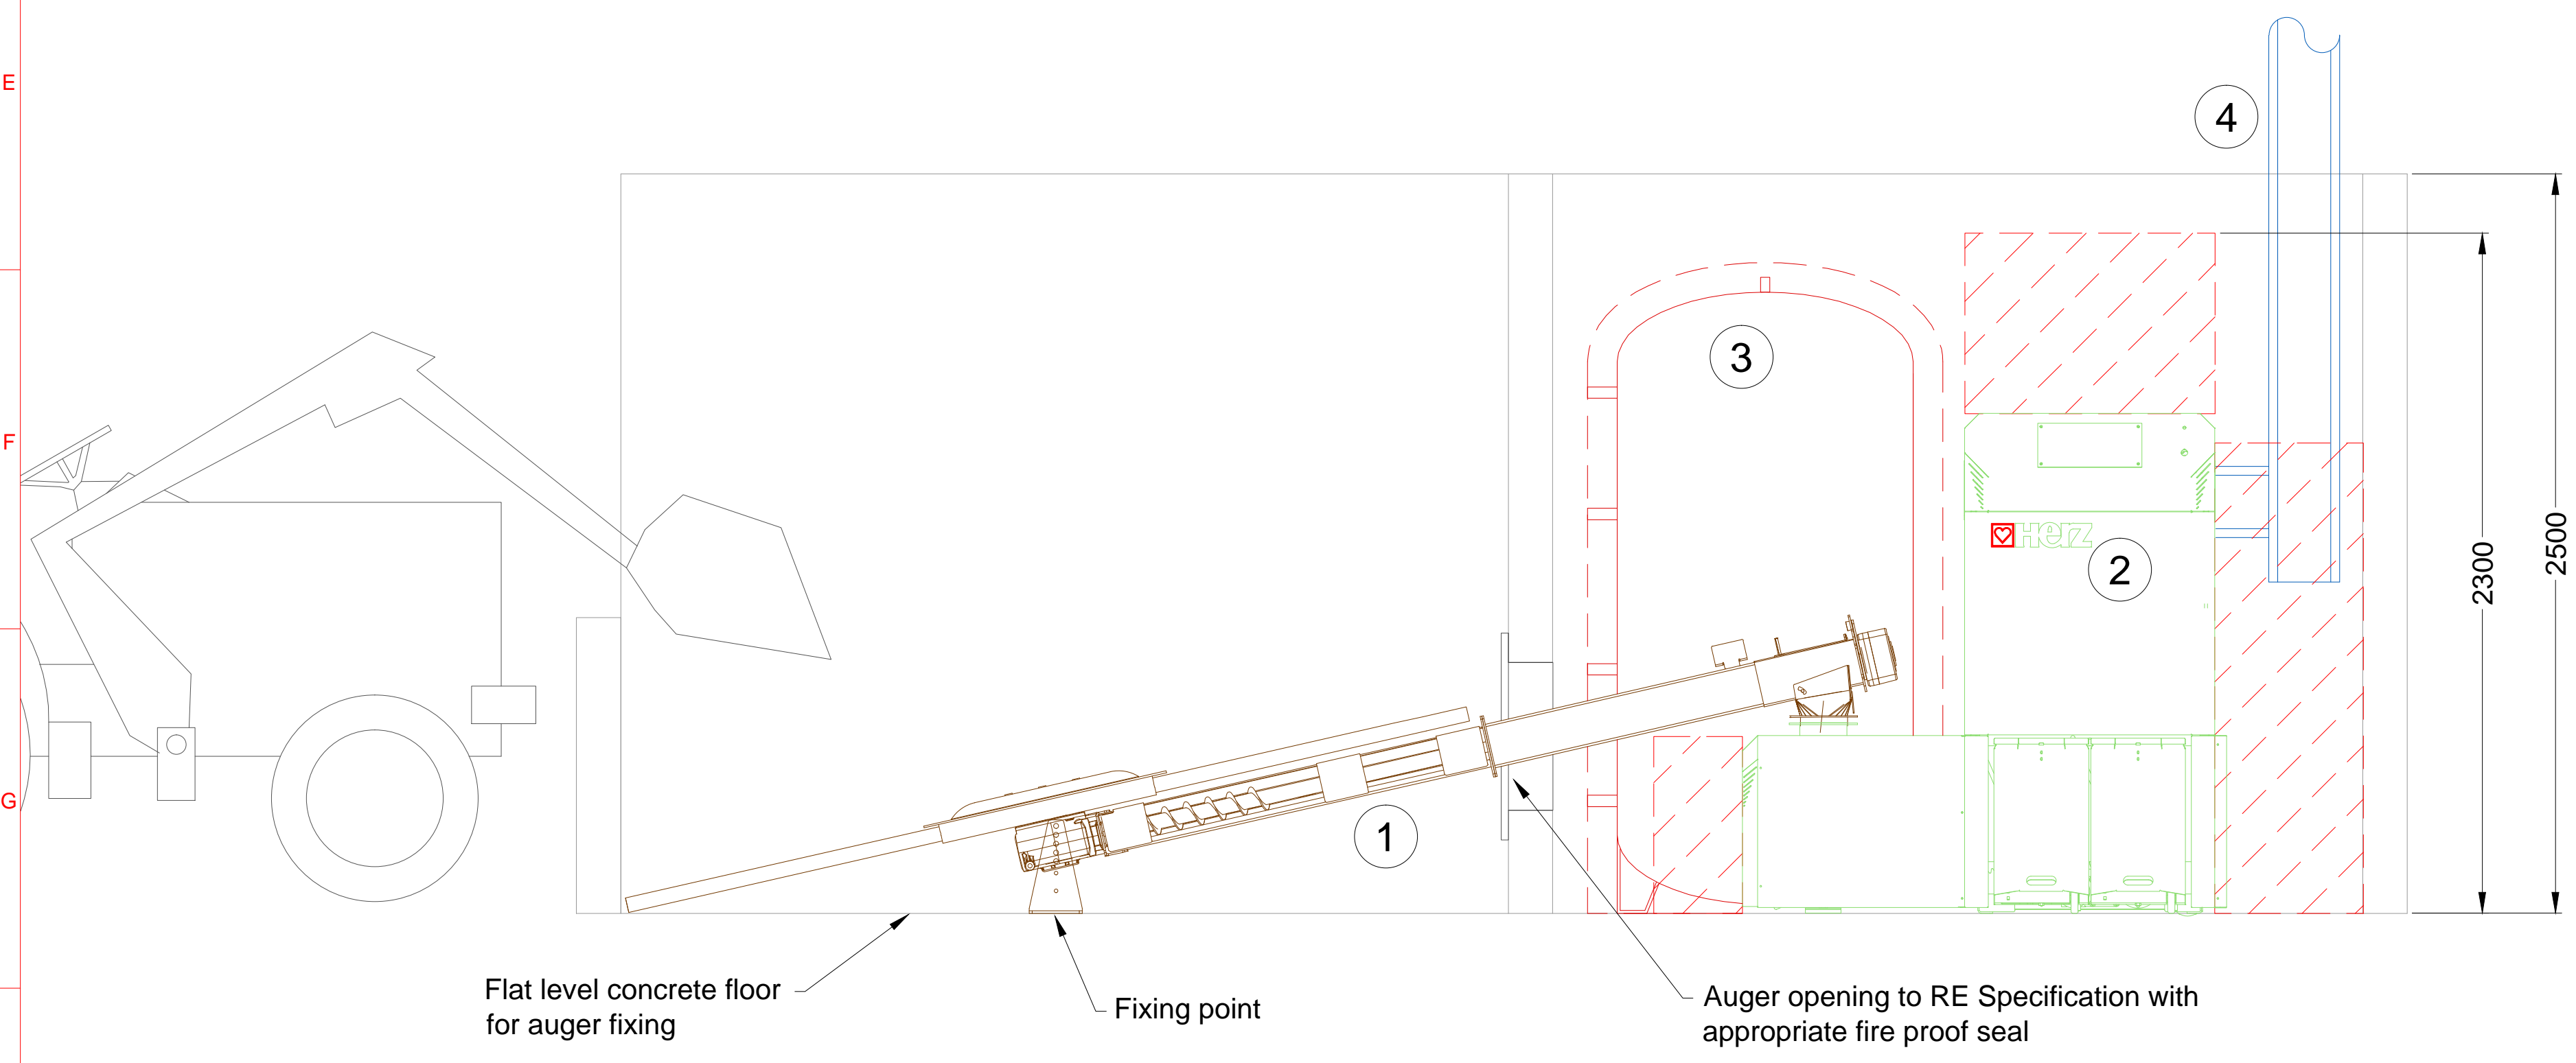 E
4
3
F
Herz
2
2300
2500
G
1
Flat level concrete floor
for auger fixing
Fixing point
Auger opening to RE Specification with
appropriate fire proof seal